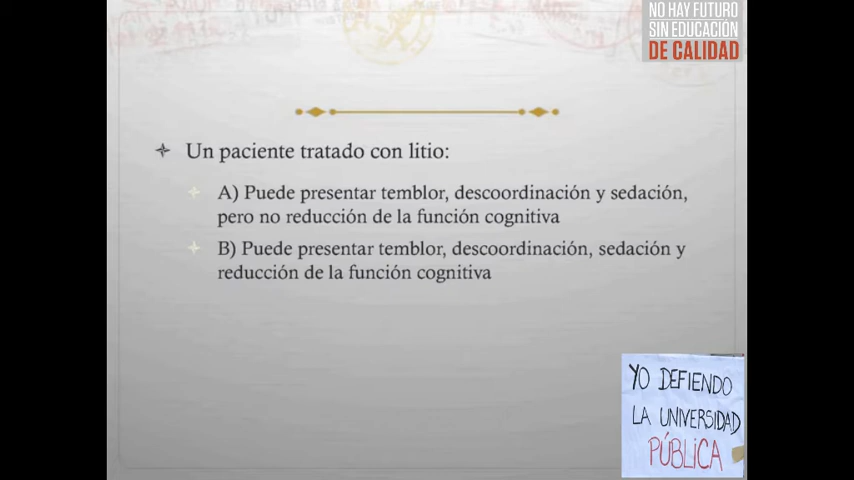 NO HAY FUTURO
SIN EDUCACIÓN
DE CALIDAD
Un paciente tratado con litio:
A) Puede presentar temblor, descoordinación y sedación,
pero no reducción de la función cognitiva
B) Puede presentar temblor, descoordinación, sedación y
reducción de la función cognitiva
YO DEFIENDO
LA UNIVERSIDAD
PÚBLICA